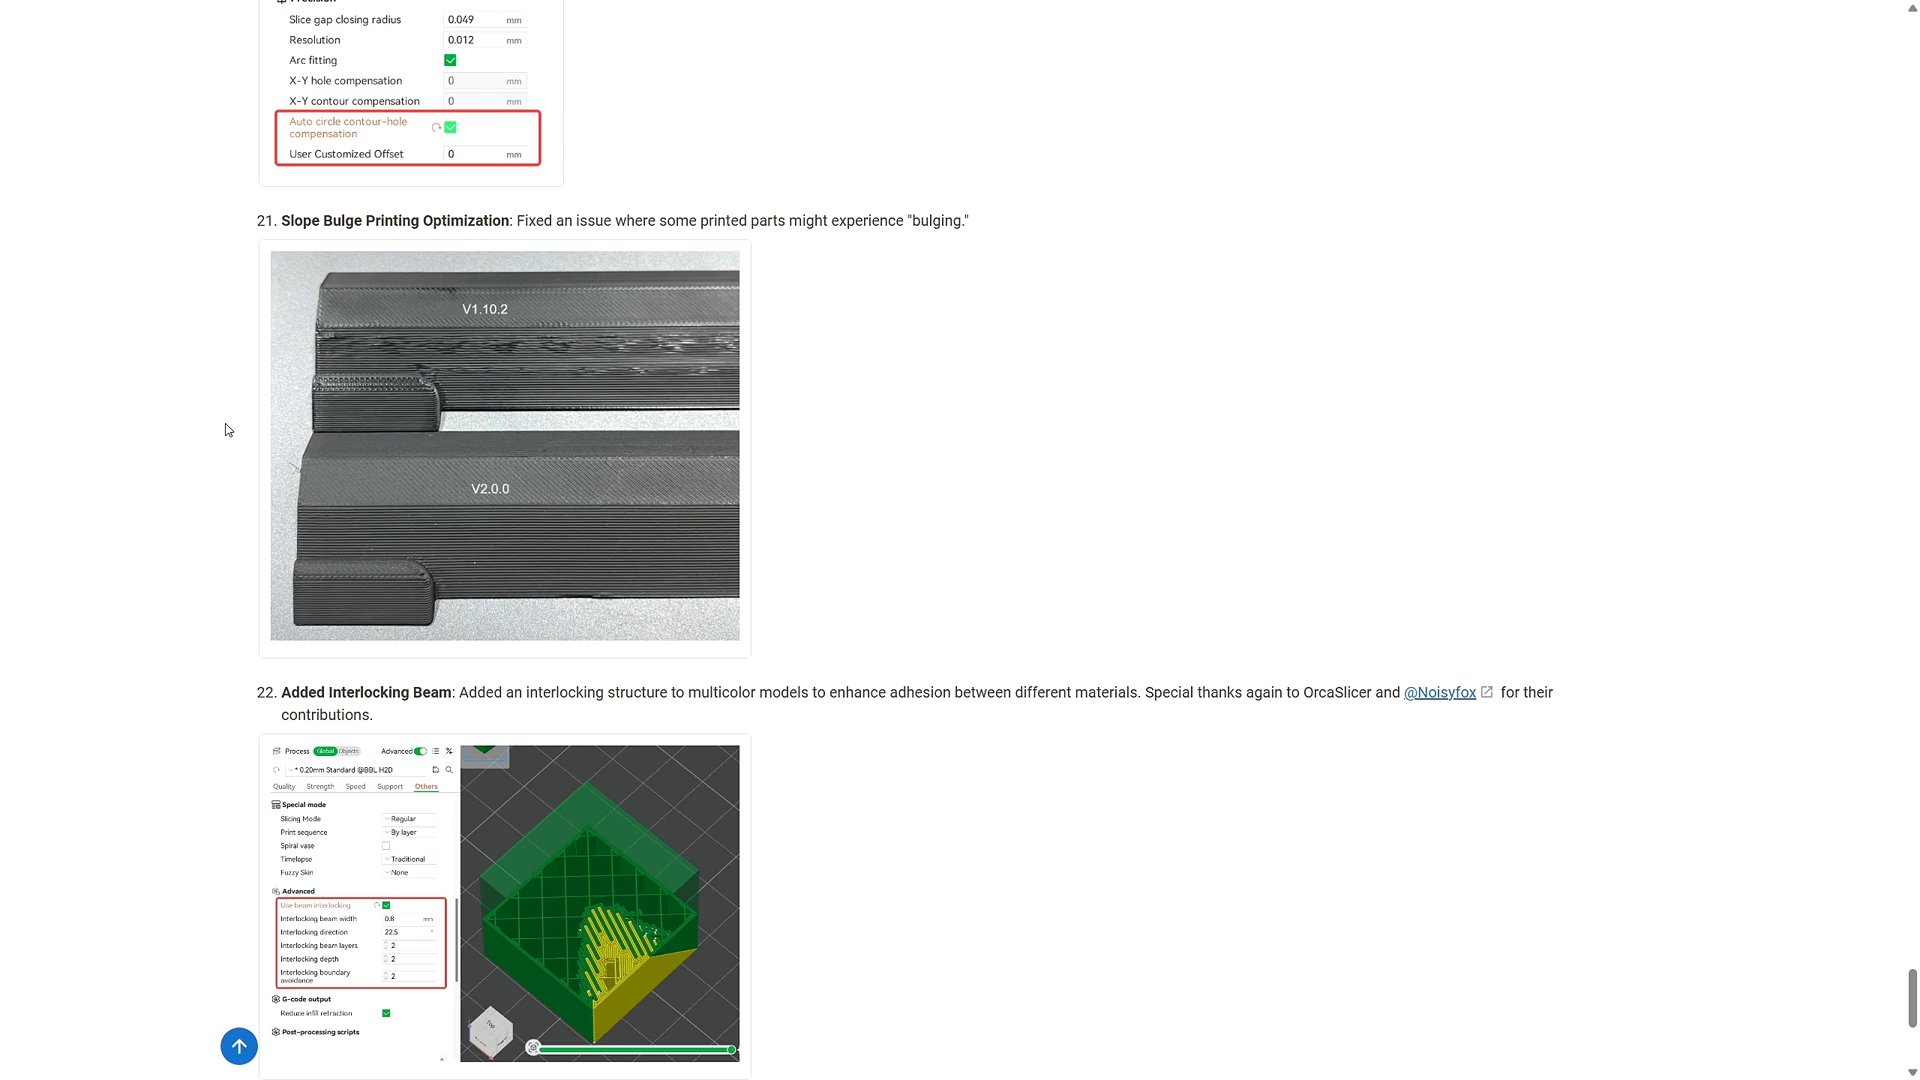 Slice gap closing radius 0.049 mm
Resolution 0.012 mm
Arc fitting
X-Y hole compensation 0 mm
X-Y contour compensation 0 mm
Auto circle contour-hole
compensation
User Customized Offset 0 mm
21. Slope Bulge Printing Optimization: Fixed an issue where some printed parts might experience "bulging."
V1.10.2
V2.0.0
22. Added Interlocking Beam: Added an interlocking structure to multicolor models to enhance adhesion between different materials. Special thanks again to OrcaSlicer and @Noisyfox for their
contributions.
Process Global Objects Advanced
* 0.20mm Standard @BBL H2D
Quality Strength Speed Support Others
Special mode
Slicing Mode Regular
Print sequence By layer
Spiral vase
Timelapse Traditional
Fuzzy Skin None
Advanced
Use beam interlocking
Interlocking beam width 0.8 mm
Interlocking direction 22.5 °
Interlocking beam layers 2
Interlocking depth 2
Interlocking boundary
avoidance 2
G-code output
Reduce infill retraction
Post-processing scripts
Top